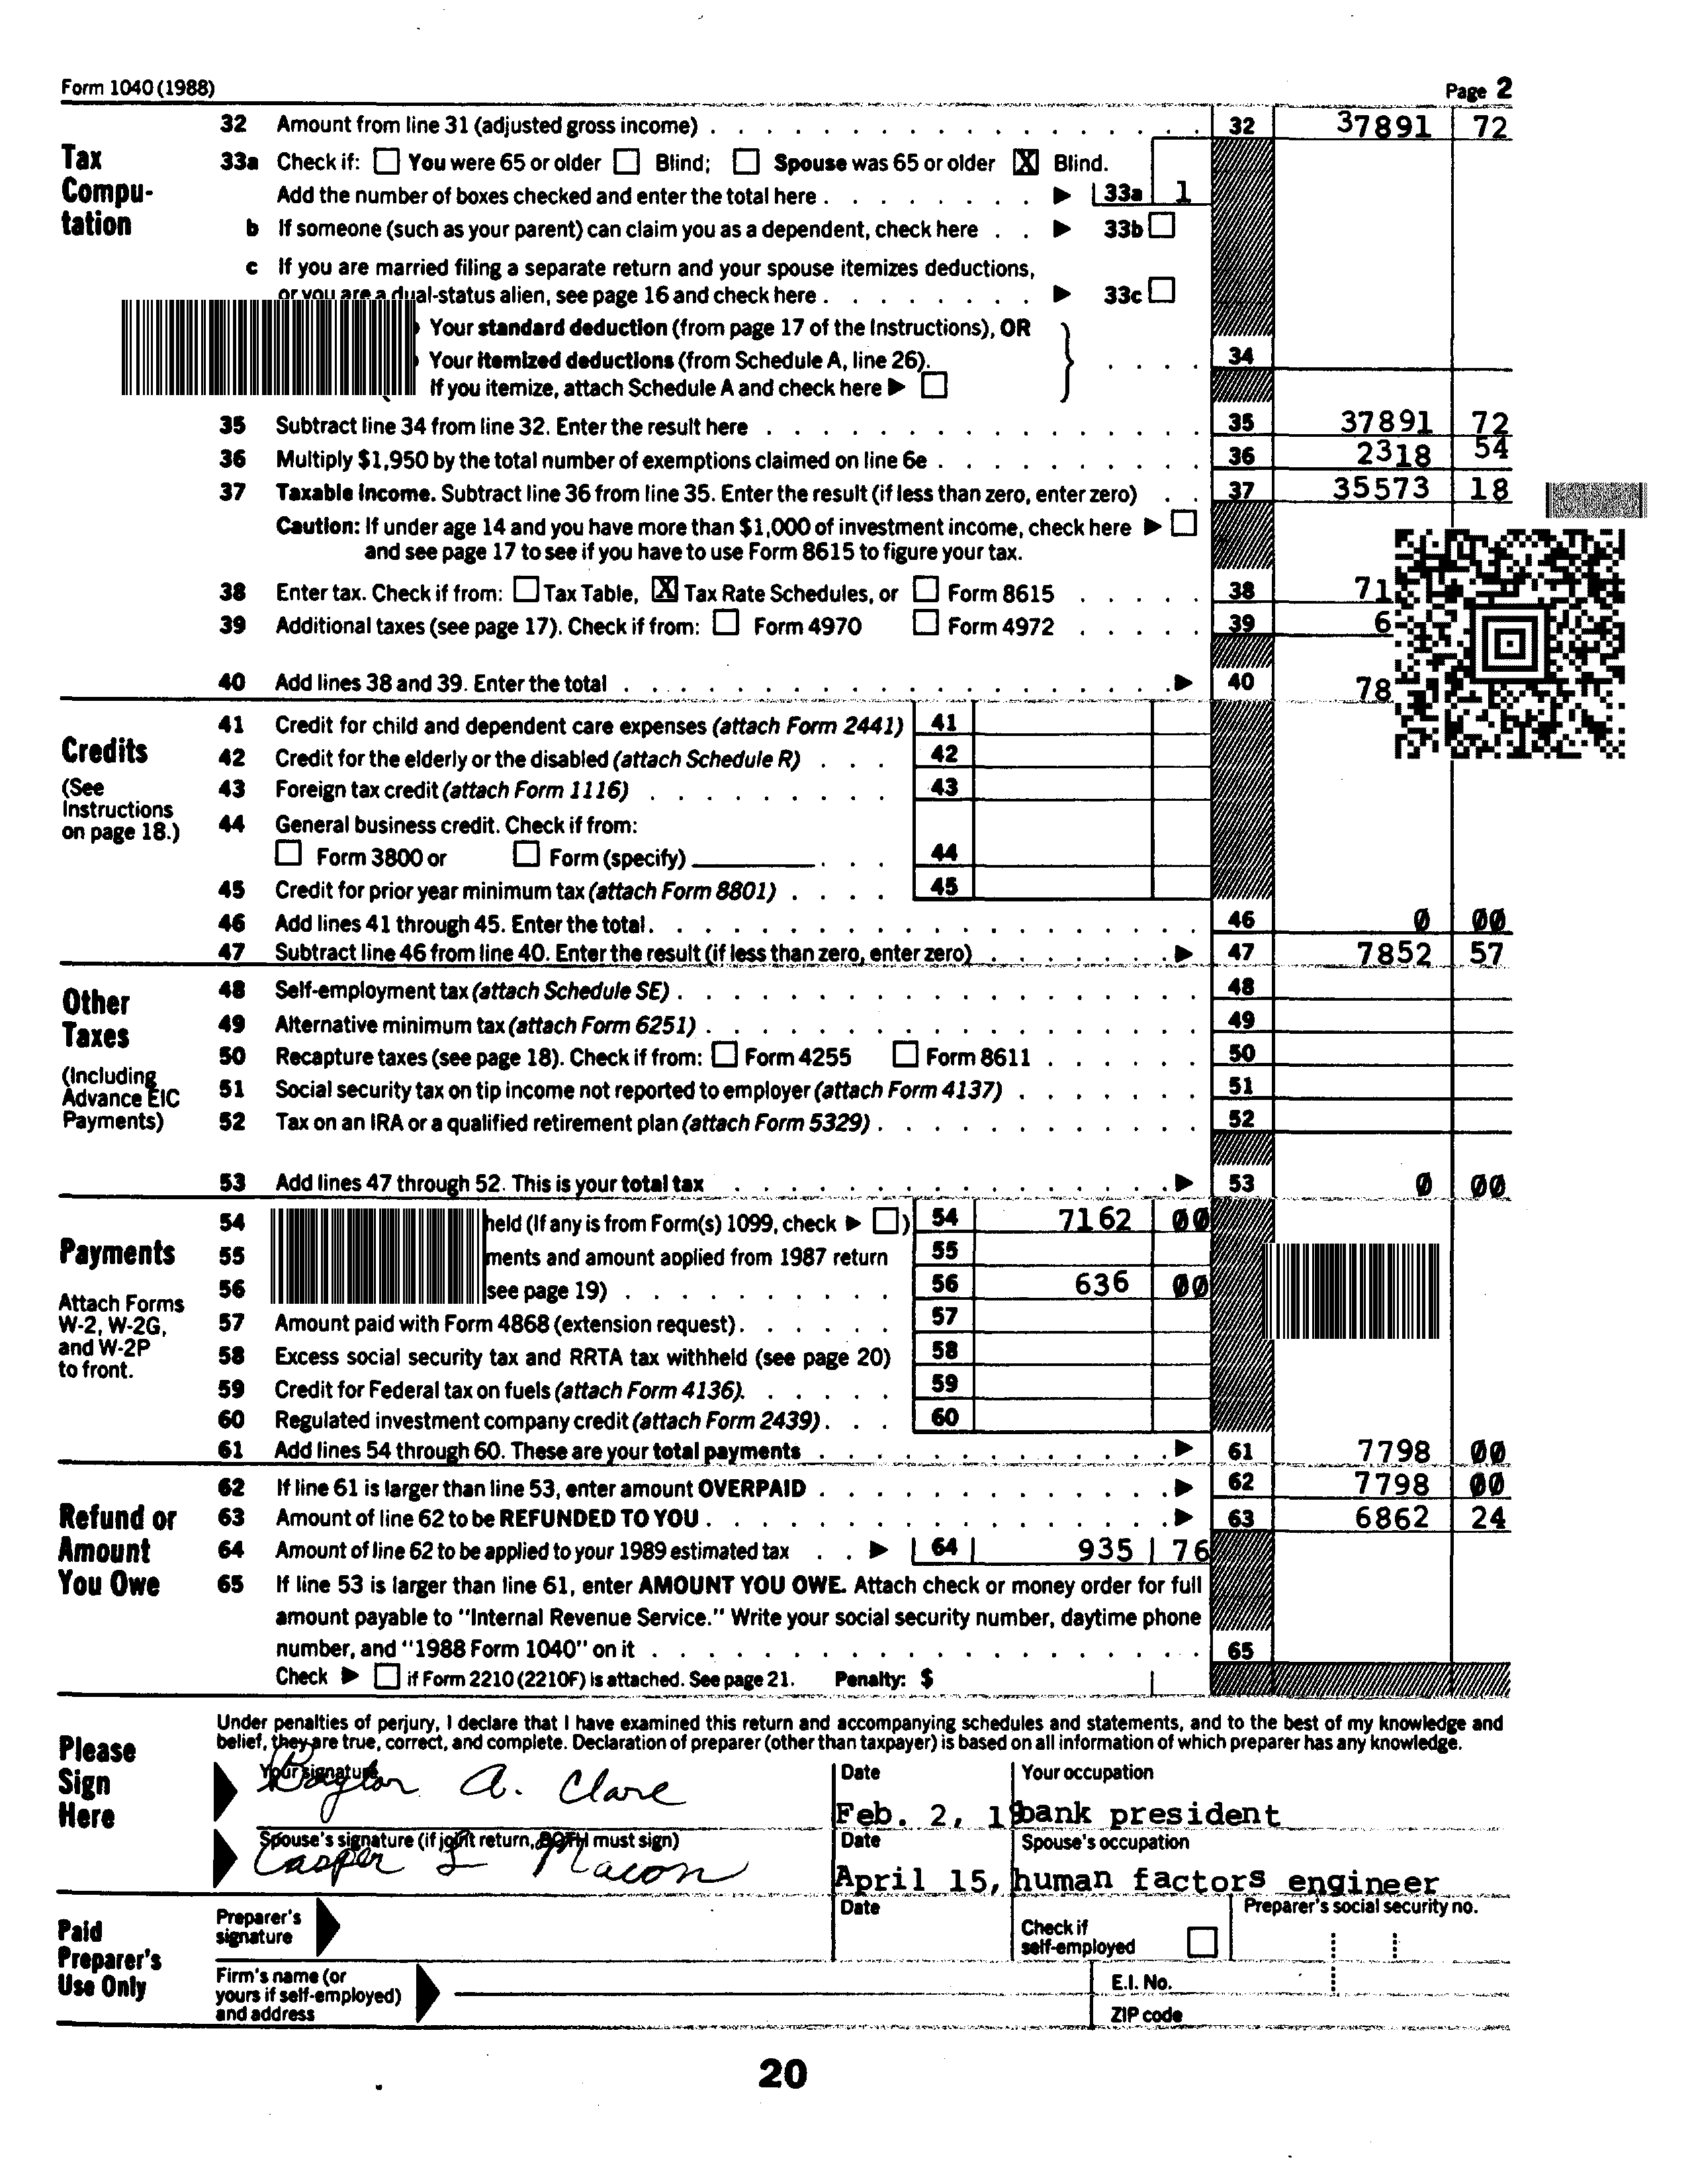 Form 1040 (1988) Page 2
32 Amount from line 31 (adjusted gross income) . . . 32 37891 72
Tax Computation
33a Check if: You were 65 or older Blind; Spouse was 65 or older X Blind.
Add the number of boxes checked and enter the total here . . . 33a 1
b If someone (such as your parent) can claim you as a dependent, check here . . 33b
c If you are married filing a separate return and your spouse itemizes deductions,
or you are a dual-status alien, see page 16 and check here . . . 33c
Your standard deduction (from page 17 of the Instructions), OR
Your itemized deductions (from Schedule A, line 26). . . . . 34
If you itemize, attach Schedule A and check here
35 Subtract line 34 from line 32. Enter the result here . . . 35 37891 72
36 Multiply $1,950 by the total number of exemptions claimed on line 6e . . . 36 2318 54
37 Taxable income. Subtract line 36 from line 35. Enter the result (if less than zero, enter zero) . . 37 35573 18
Caution: If under age 14 and you have more than $1,000 of investment income, check here
and see page 17 to see if you have to use Form 8615 to figure your tax.
38 Enter tax. Check if from: Tax Table, X Tax Rate Schedules, or Form 8615 . . . 38 71
39 Additional taxes (see page 17). Check if from: Form 4970 Form 4972 . . . 39 6
40 Add lines 38 and 39. Enter the total . . . 40 78
Credits
(See Instructions on page 18.)
41 Credit for child and dependent care expenses (attach Form 2441) 41
42 Credit for the elderly or the disabled (attach Schedule R) . . . 42
43 Foreign tax credit (attach Form 1116) . . . 43
44 General business credit. Check if from:
Form 3800 or Form (specify) . . . 44
45 Credit for prior year minimum tax (attach Form 8801) . . . 45
46 Add lines 41 through 45. Enter the total . . . 46 0 00
47 Subtract line 46 from line 40. Enter the result (if less than zero, enter zero) . . . 47 7852 57
Other Taxes
(Including Advance EIC Payments)
48 Self-employment tax (attach Schedule SE) . . . 48
49 Alternative minimum tax (attach Form 6251) . . . 49
50 Recapture taxes (see page 18). Check if from: Form 4255 Form 8611 . . . 50
51 Social security tax on tip income not reported to employer (attach Form 4137) . . . 51
52 Tax on an IRA or a qualified retirement plan (attach Form 5329) . . . 52
53 Add lines 47 through 52. This is your total tax . . . 53 0 00
Payments
Attach Forms W-2, W-2G, and W-2P to front.
54 held (If any is from Form(s) 1099, check ) 54 7162 00
55 ments and amount applied from 1987 return 55
56 see page 19) . . . 56 636 00
57 Amount paid with Form 4868 (extension request) . . . 57
58 Excess social security tax and RRTA tax withheld (see page 20) 58
59 Credit for Federal tax on fuels (attach Form 4136) . . . 59
60 Regulated investment company credit (attach Form 2439) . . . 60
61 Add lines 54 through 60. These are your total payments . . . 61 7798 00
Refund or Amount You Owe
62 If line 61 is larger than line 53, enter amount OVERPAID . . . 62 7798 00
63 Amount of line 62 to be REFUNDED TO YOU . . . 63 6862 24
64 Amount of line 62 to be applied to your 1989 estimated tax . . 64 935 76
65 If line 53 is larger than line 61, enter AMOUNT YOU OWE. Attach check or money order for full
amount payable to "Internal Revenue Service." Write your social security number, daytime phone
number, and "1988 Form 1040" on it . . . 65
Check if Form 2210 (2210F) is attached. See page 21. Penalty: $
Please Sign Here
Under penalties of perjury, I declare that I have examined this return and accompanying schedules and statements, and to the best of my knowledge and
belief, they are true, correct, and complete. Declaration of preparer (other than taxpayer) is based on all information of which preparer has any knowledge.
Your signature Date Your occupation
A. Clare Feb. 2, 19 bank president
Spouse's signature (if joint return, BOTH must sign) Date Spouse's occupation
Casper L Macon April 15, human factors engineer
Paid Preparer's Use Only
Preparer's signature Date Check if self-employed Preparer's social security no.
Firm's name (or yours if self-employed) and address E.I. No.
ZIP code
20